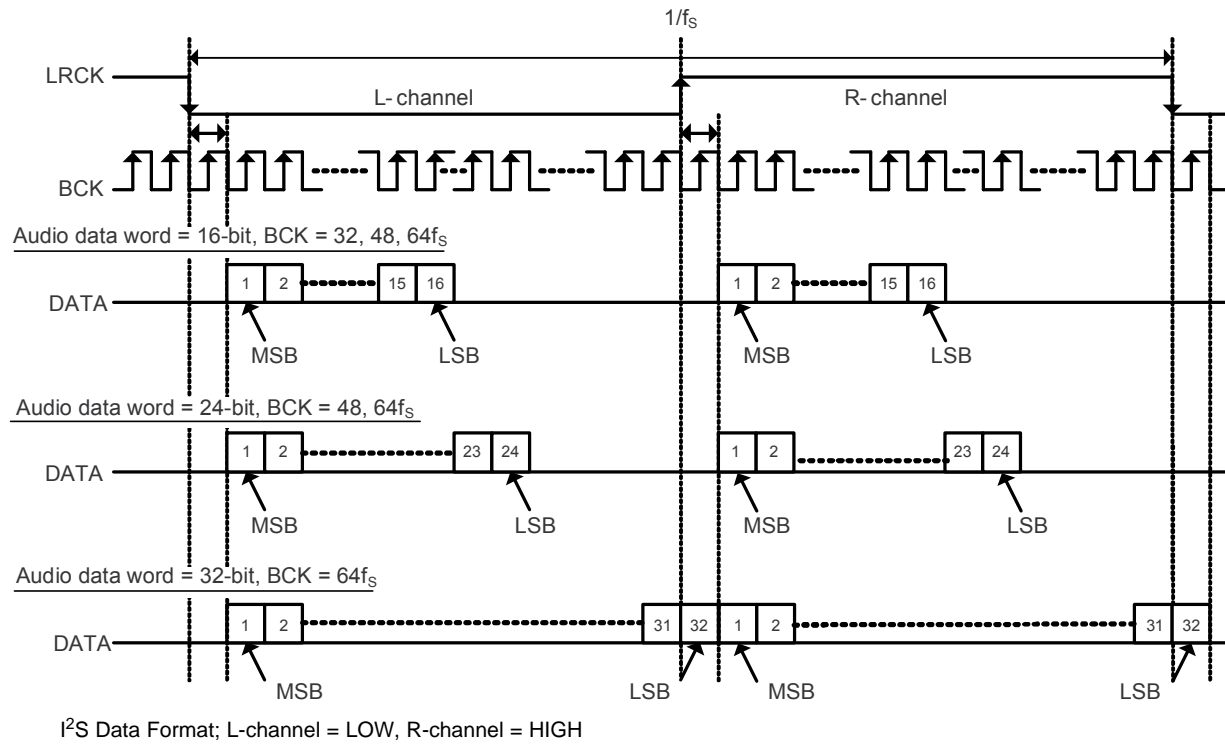 1/fS
LRCK
L- channel
R- channel
BCK
Audio data word = 16-bit, BCK = 32, 48, 64fS
DATA
1 2 15 16 1 2 15 16
MSB LSB MSB LSB
Audio data word = 24-bit, BCK = 48, 64fS
DATA
1 2 23 24 1 2 23 24
MSB LSB MSB LSB
Audio data word = 32-bit, BCK = 64fS
DATA
1 2 31 32 1 2 31 32
MSB LSB MSB LSB
I2S Data Format; L-channel = LOW, R-channel = HIGH